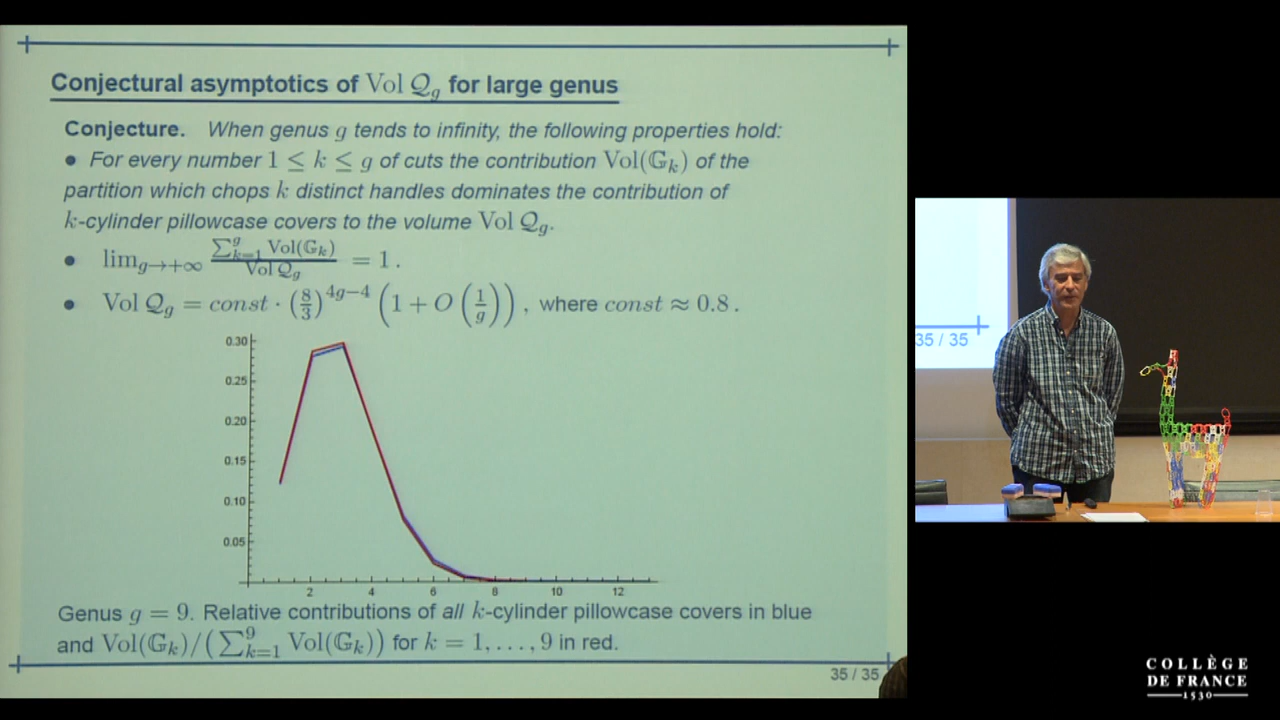 Conjectural asymptotics of Vol 𝒬_g for large genus
Conjecture. When genus g tends to infinity, the following properties hold:
• For every number 1 ≤ k ≤ g of cuts the contribution Vol(𝔾_k) of the
partition which chops k distinct handles dominates the contribution of
k-cylinder pillowcase covers to the volume Vol 𝒬_g.
• lim_{g→+∞} \frac{∑_{k=1}^{g} Vol(𝔾_k)}{Vol 𝒬_g} = 1 .
• Vol 𝒬_g = const · (8/3)^{4g−4} (1 + O(1/g)) , where const ≈ 0.8 .
0.30
0.25
0.20
0.15
0.10
0.05
2 4 6 8 10 12
Genus g = 9. Relative contributions of all k-cylinder pillowcase covers in blue
and Vol(𝔾_k)/(∑_{k=1}^{9} Vol(𝔾_k)) for k = 1, . . . , 9 in red.
35 / 35
35 / 35
COLLÈGE
DE FRANCE
1530